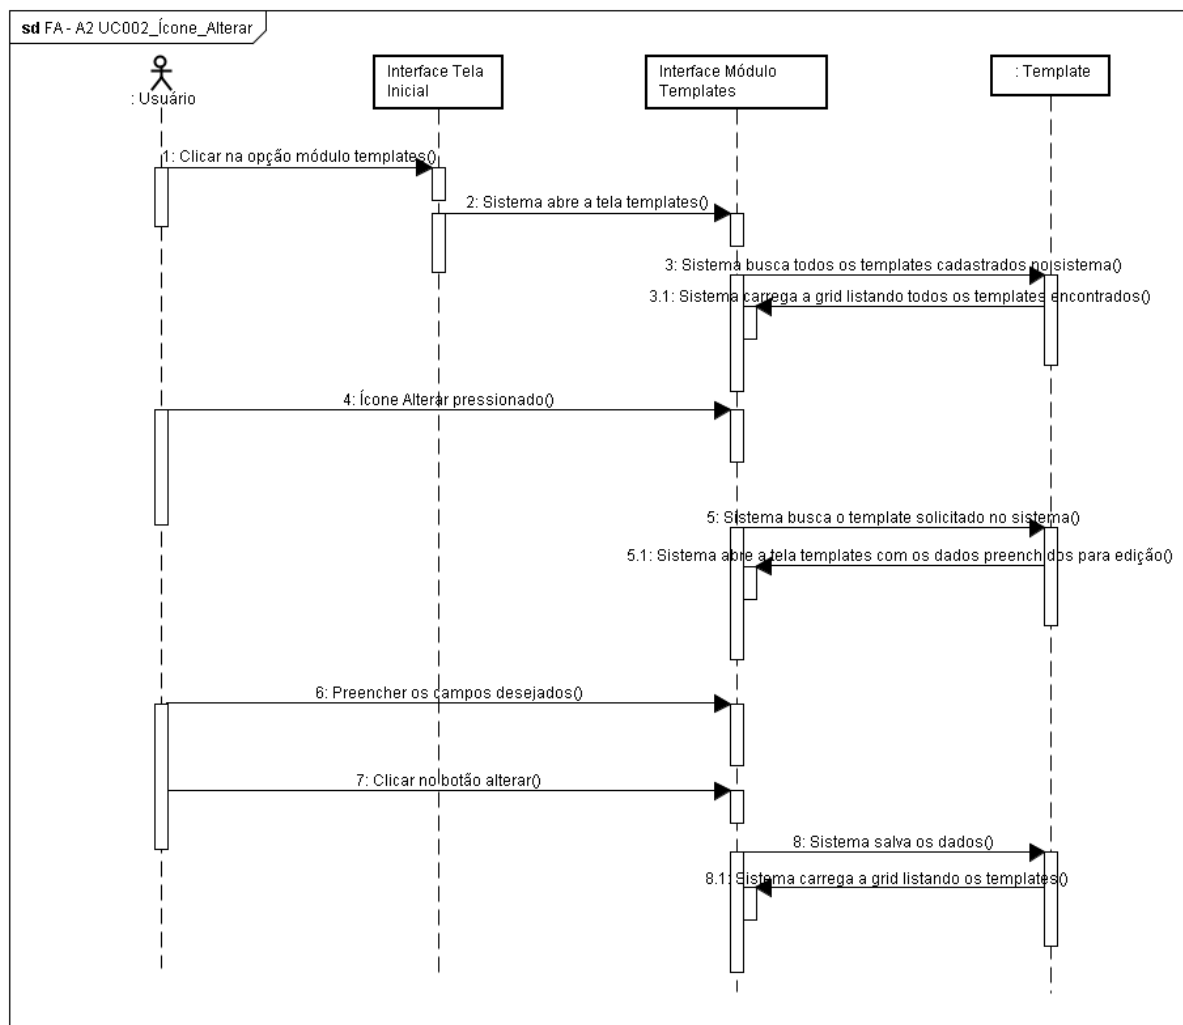 sd FA - A2 UC002_Ícone_Alterar
: Usuário
Interface Tela
Inicial
Interface Módulo
Templates
: Template
1: Clicar na opção módulo templates()
2: Sistema abre a tela templates()
3: Sistema busca todos os templates cadastrados no sistema()
3.1: Sistema carrega a grid listando todos os templates encontrados()
4: Ícone Alterar pressionado()
5: Sistema busca o template solicitado no sistema()
5.1: Sistema abre a tela templates com os dados preenchidos para edição()
6: Preencher os campos desejados()
7: Clicar no botão alterar()
8: Sistema salva os dados()
8.1: Sistema carrega a grid listando os templates()